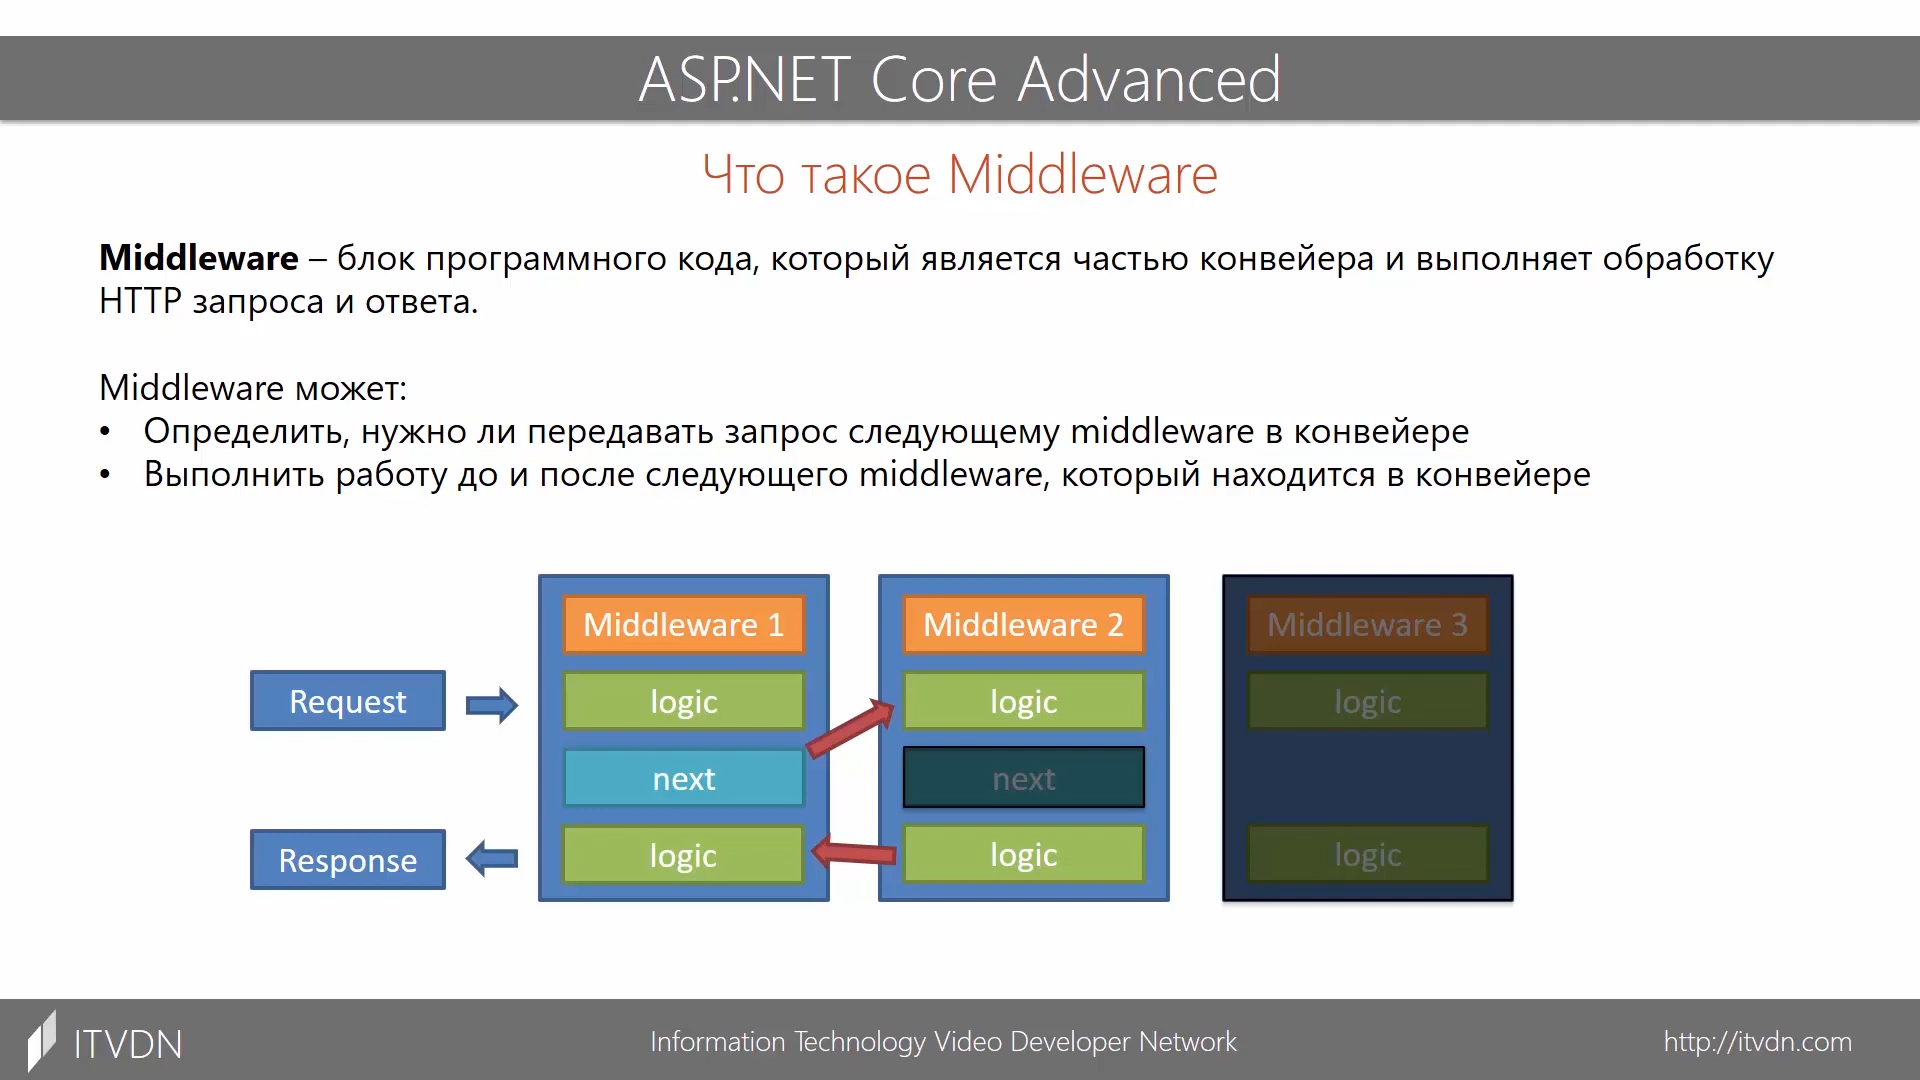 ASP.NET Core Advanced
Что такое Middleware
Middleware – блок программного кода, который является частью конвейера и выполняет обработку
HTTP запроса и ответа.
Middleware может:
• Определить, нужно ли передавать запрос следующему middleware в конвейере
• Выполнить работу до и после следующего middleware, который находится в конвейере
Request
Response
Middleware 1
logic
next
logic
Middleware 2
logic
next
logic
Middleware 3
logic
logic
ITVDN
Information Technology Video Developer Network
http://itvdn.com